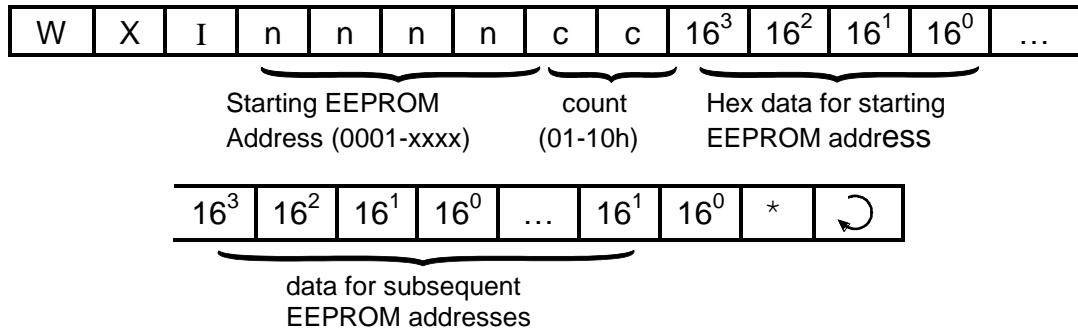 W X I n n n n c c 16³ 16² 16¹ 16⁰ ...
Starting EEPROM count Hex data for starting
Address (0001-xxxx) (01-10h) EEPROM address
16³ 16² 16¹ 16⁰ ... 16¹ 16⁰ *
data for subsequent
EEPROM addresses